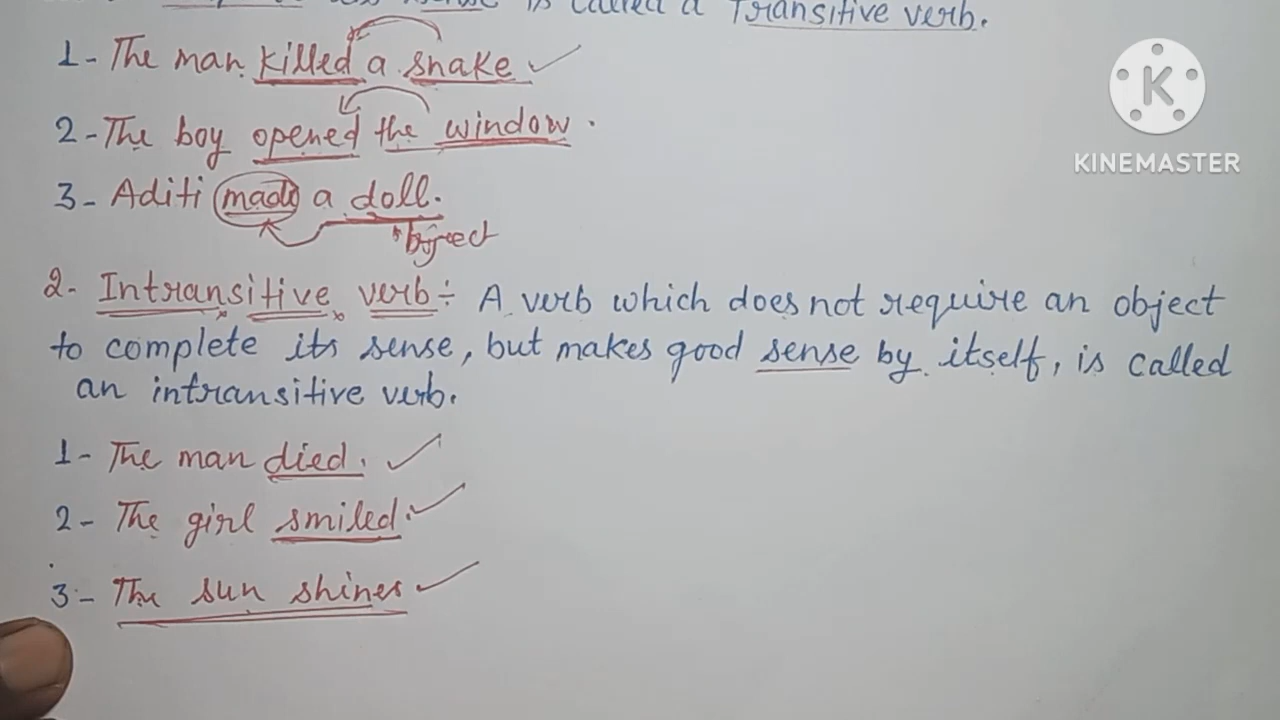 sense is called a Transitive verb.
1- The man killed a snake
2- The boy opened the window.
3- Aditi made a doll.
object
2- Intransitive verb÷ A verb which does not require an object
to complete its sense, but makes good sense by itself, is called
an intransitive verb.
1- The man died.
2- The girl smiled.
3- The sun shines
K
KINEMASTER